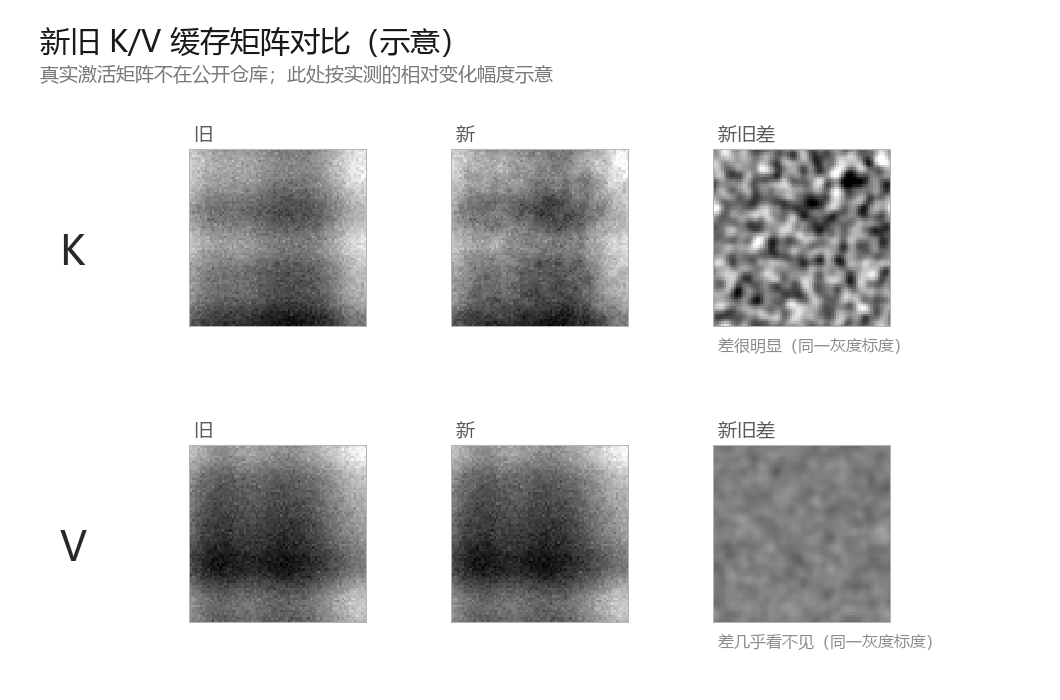 新旧 K/V 缓存矩阵对比（示意）
真实激活矩阵不在公开仓库；此处按实测的相对变化幅度示意
旧
新
新旧差
K
差很明显（同一灰度标度）
旧
新
新旧差
V
差几乎看不见（同一灰度标度）